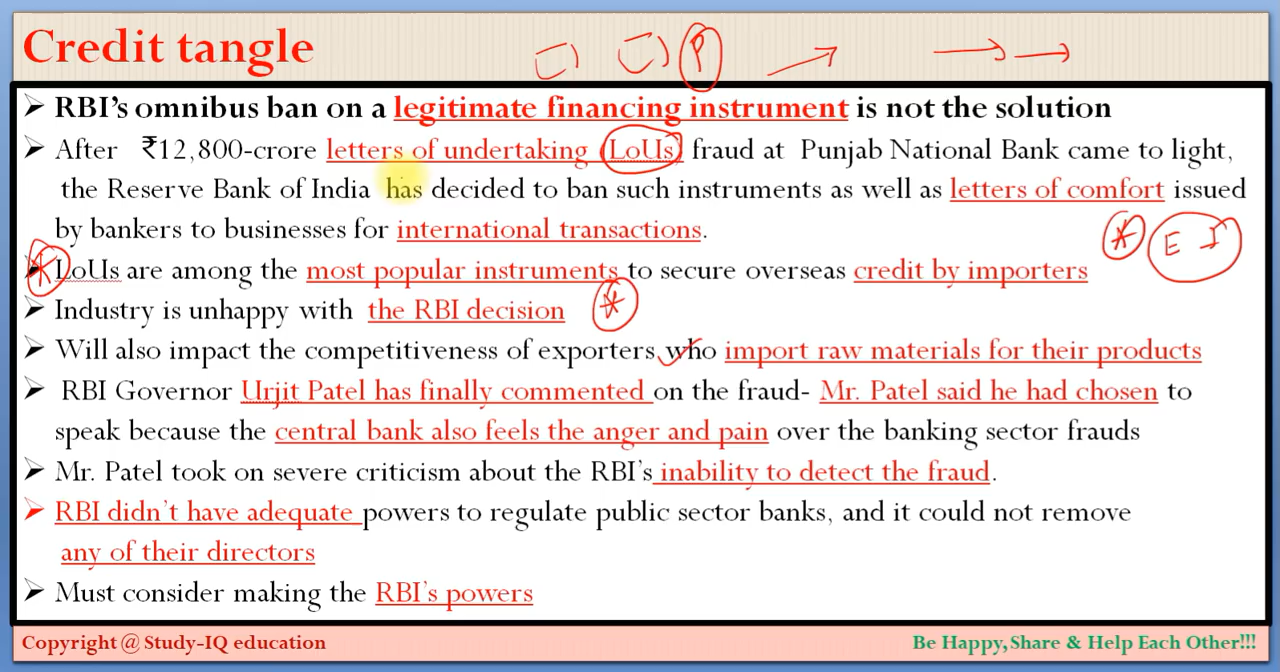 Credit tangle
P
➤ RBI's omnibus ban on a legitimate financing instrument is not the solution
➤ After ₹12,800-crore letters of undertaking (LoUs) fraud at Punjab National Bank came to light,
the Reserve Bank of India has decided to ban such instruments as well as letters of comfort issued
by bankers to businesses for international transactions.
E I
➤ LoUs are among the most popular instruments to secure overseas credit by importers
➤ Industry is unhappy with the RBI decision
➤ Will also impact the competitiveness of exporters who import raw materials for their products
➤ RBI Governor Urjit Patel has finally commented on the fraud- Mr. Patel said he had chosen to
speak because the central bank also feels the anger and pain over the banking sector frauds
➤ Mr. Patel took on severe criticism about the RBI's inability to detect the fraud.
➤ RBI didn't have adequate powers to regulate public sector banks, and it could not remove
any of their directors
➤ Must consider making the RBI's powers
Copyright @ Study-IQ education
Be Happy,Share & Help Each Other!!!